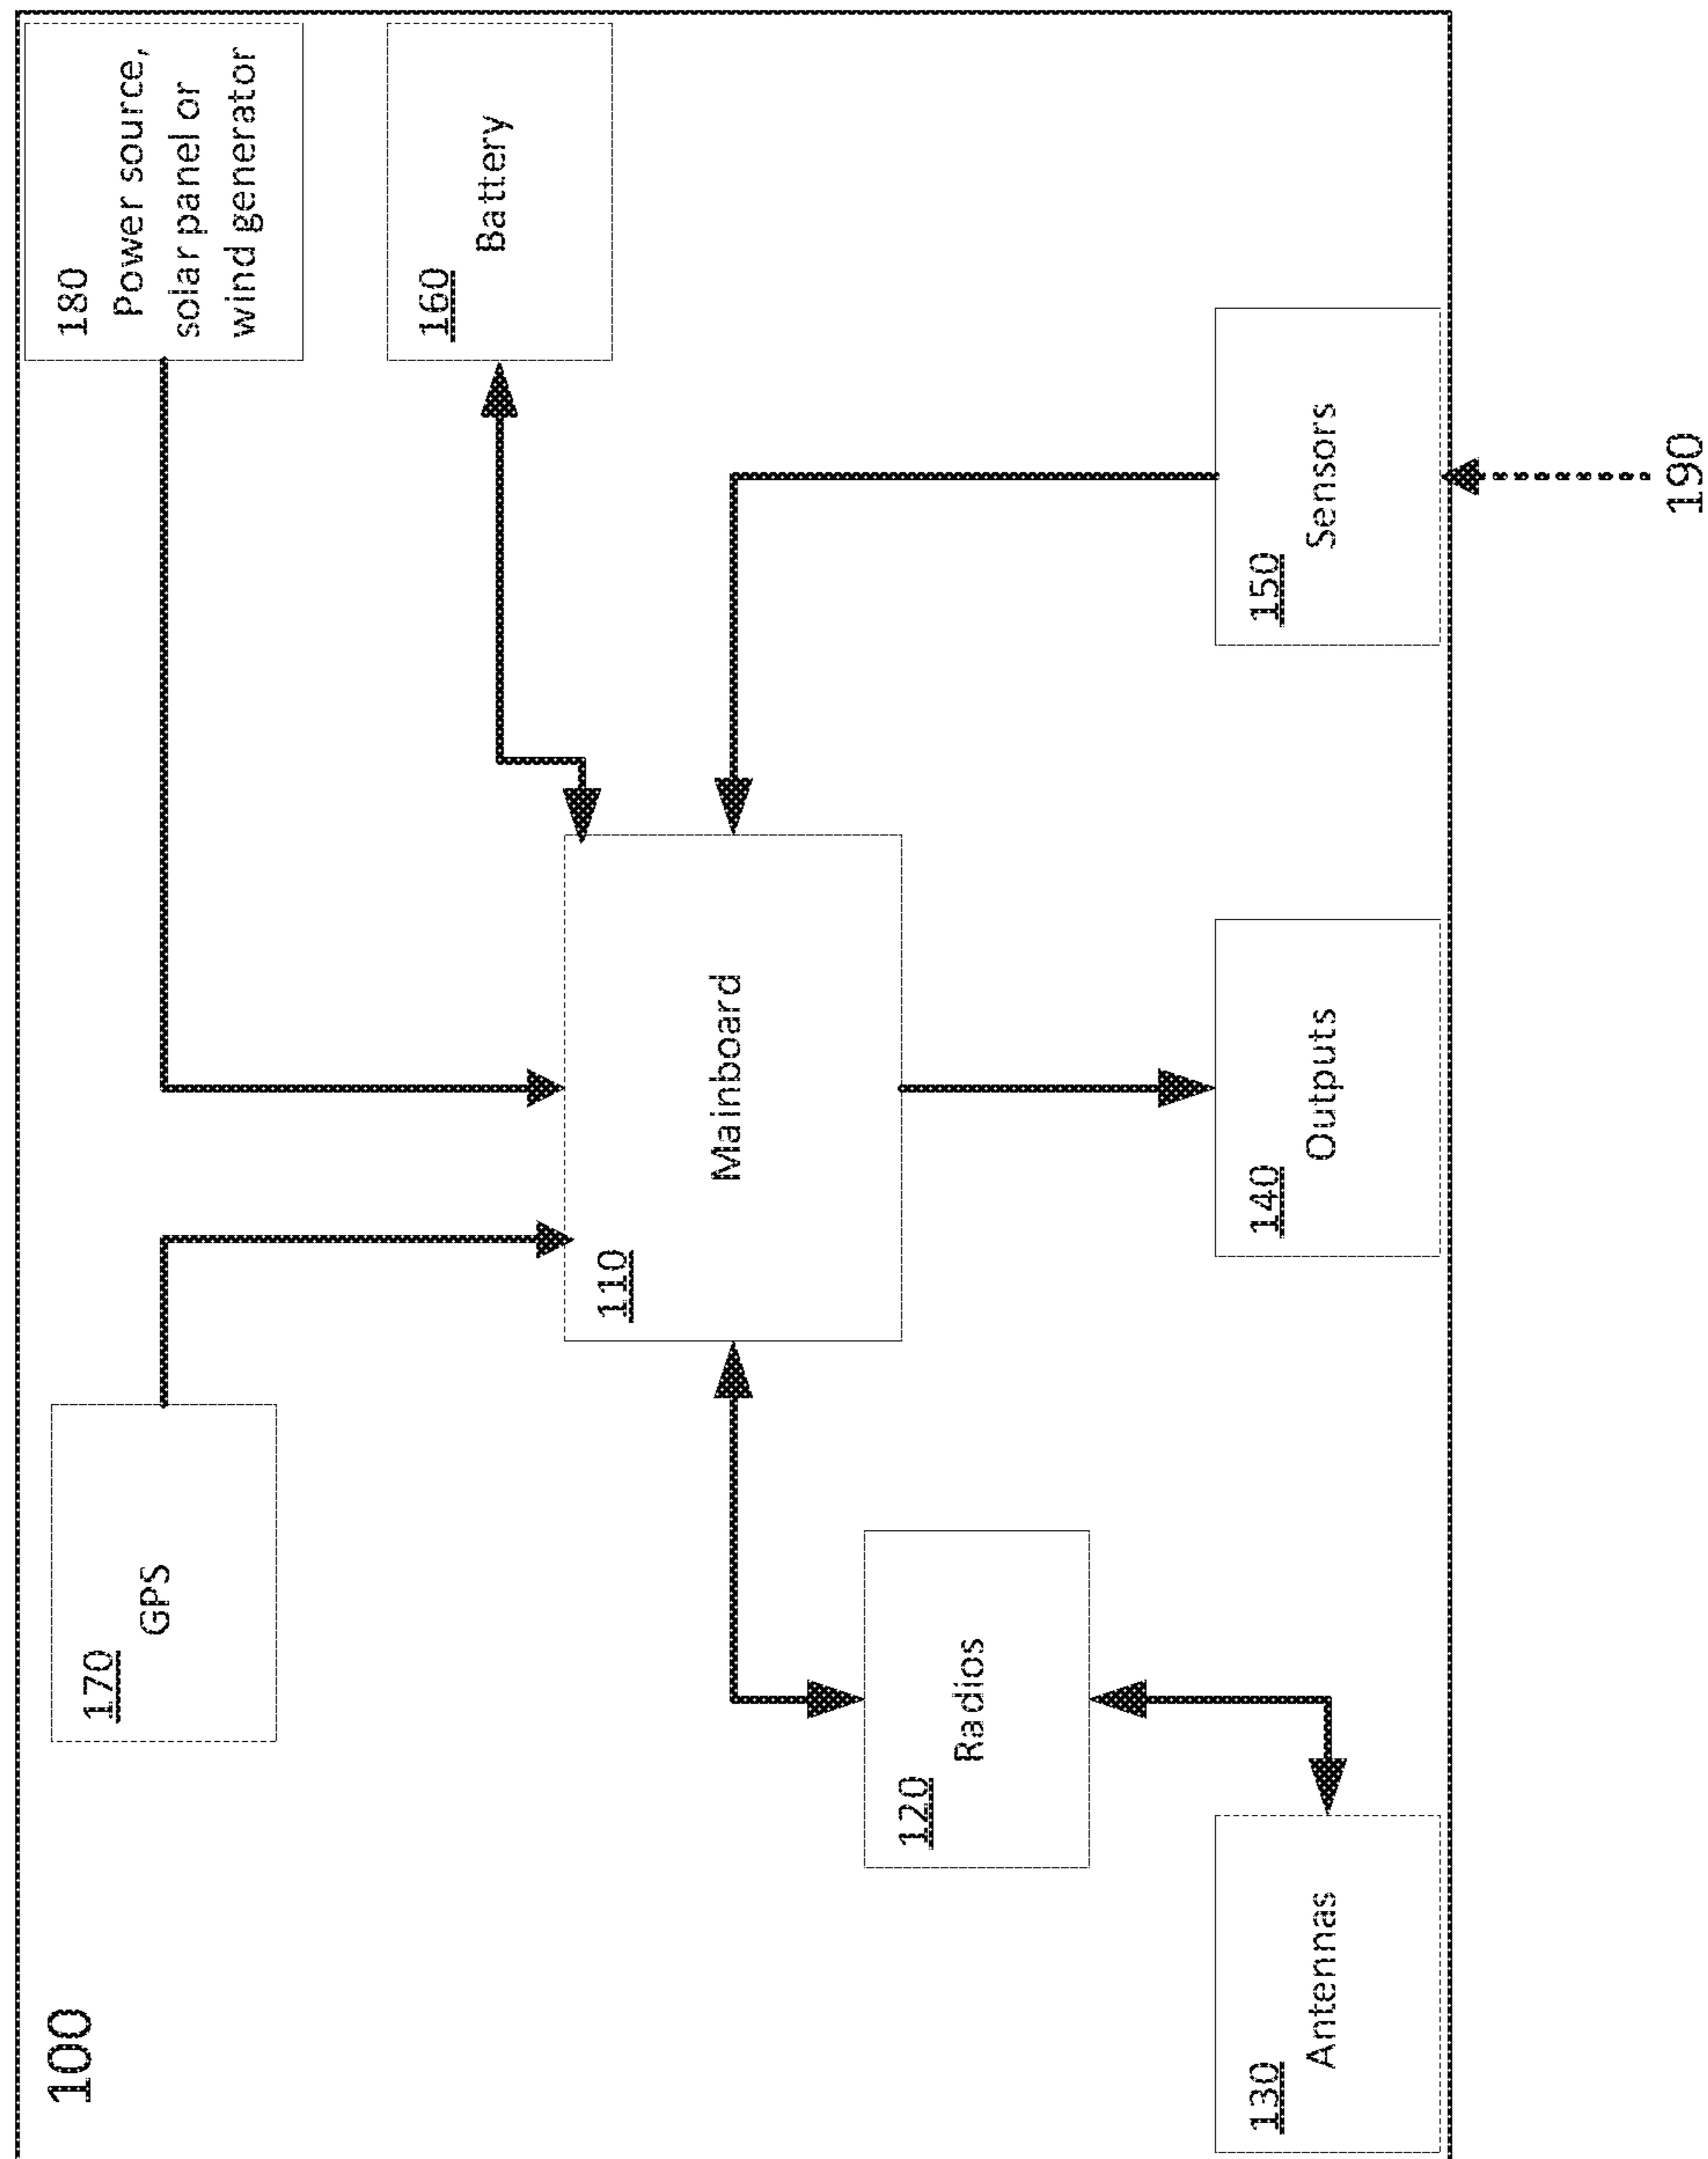 100
170
GPS
180
Power source,
solar panel or
wind generator
160
Battery
110
Mainboard
120
Radios
130
Antennas
140
Outputs
150
Sensors
190